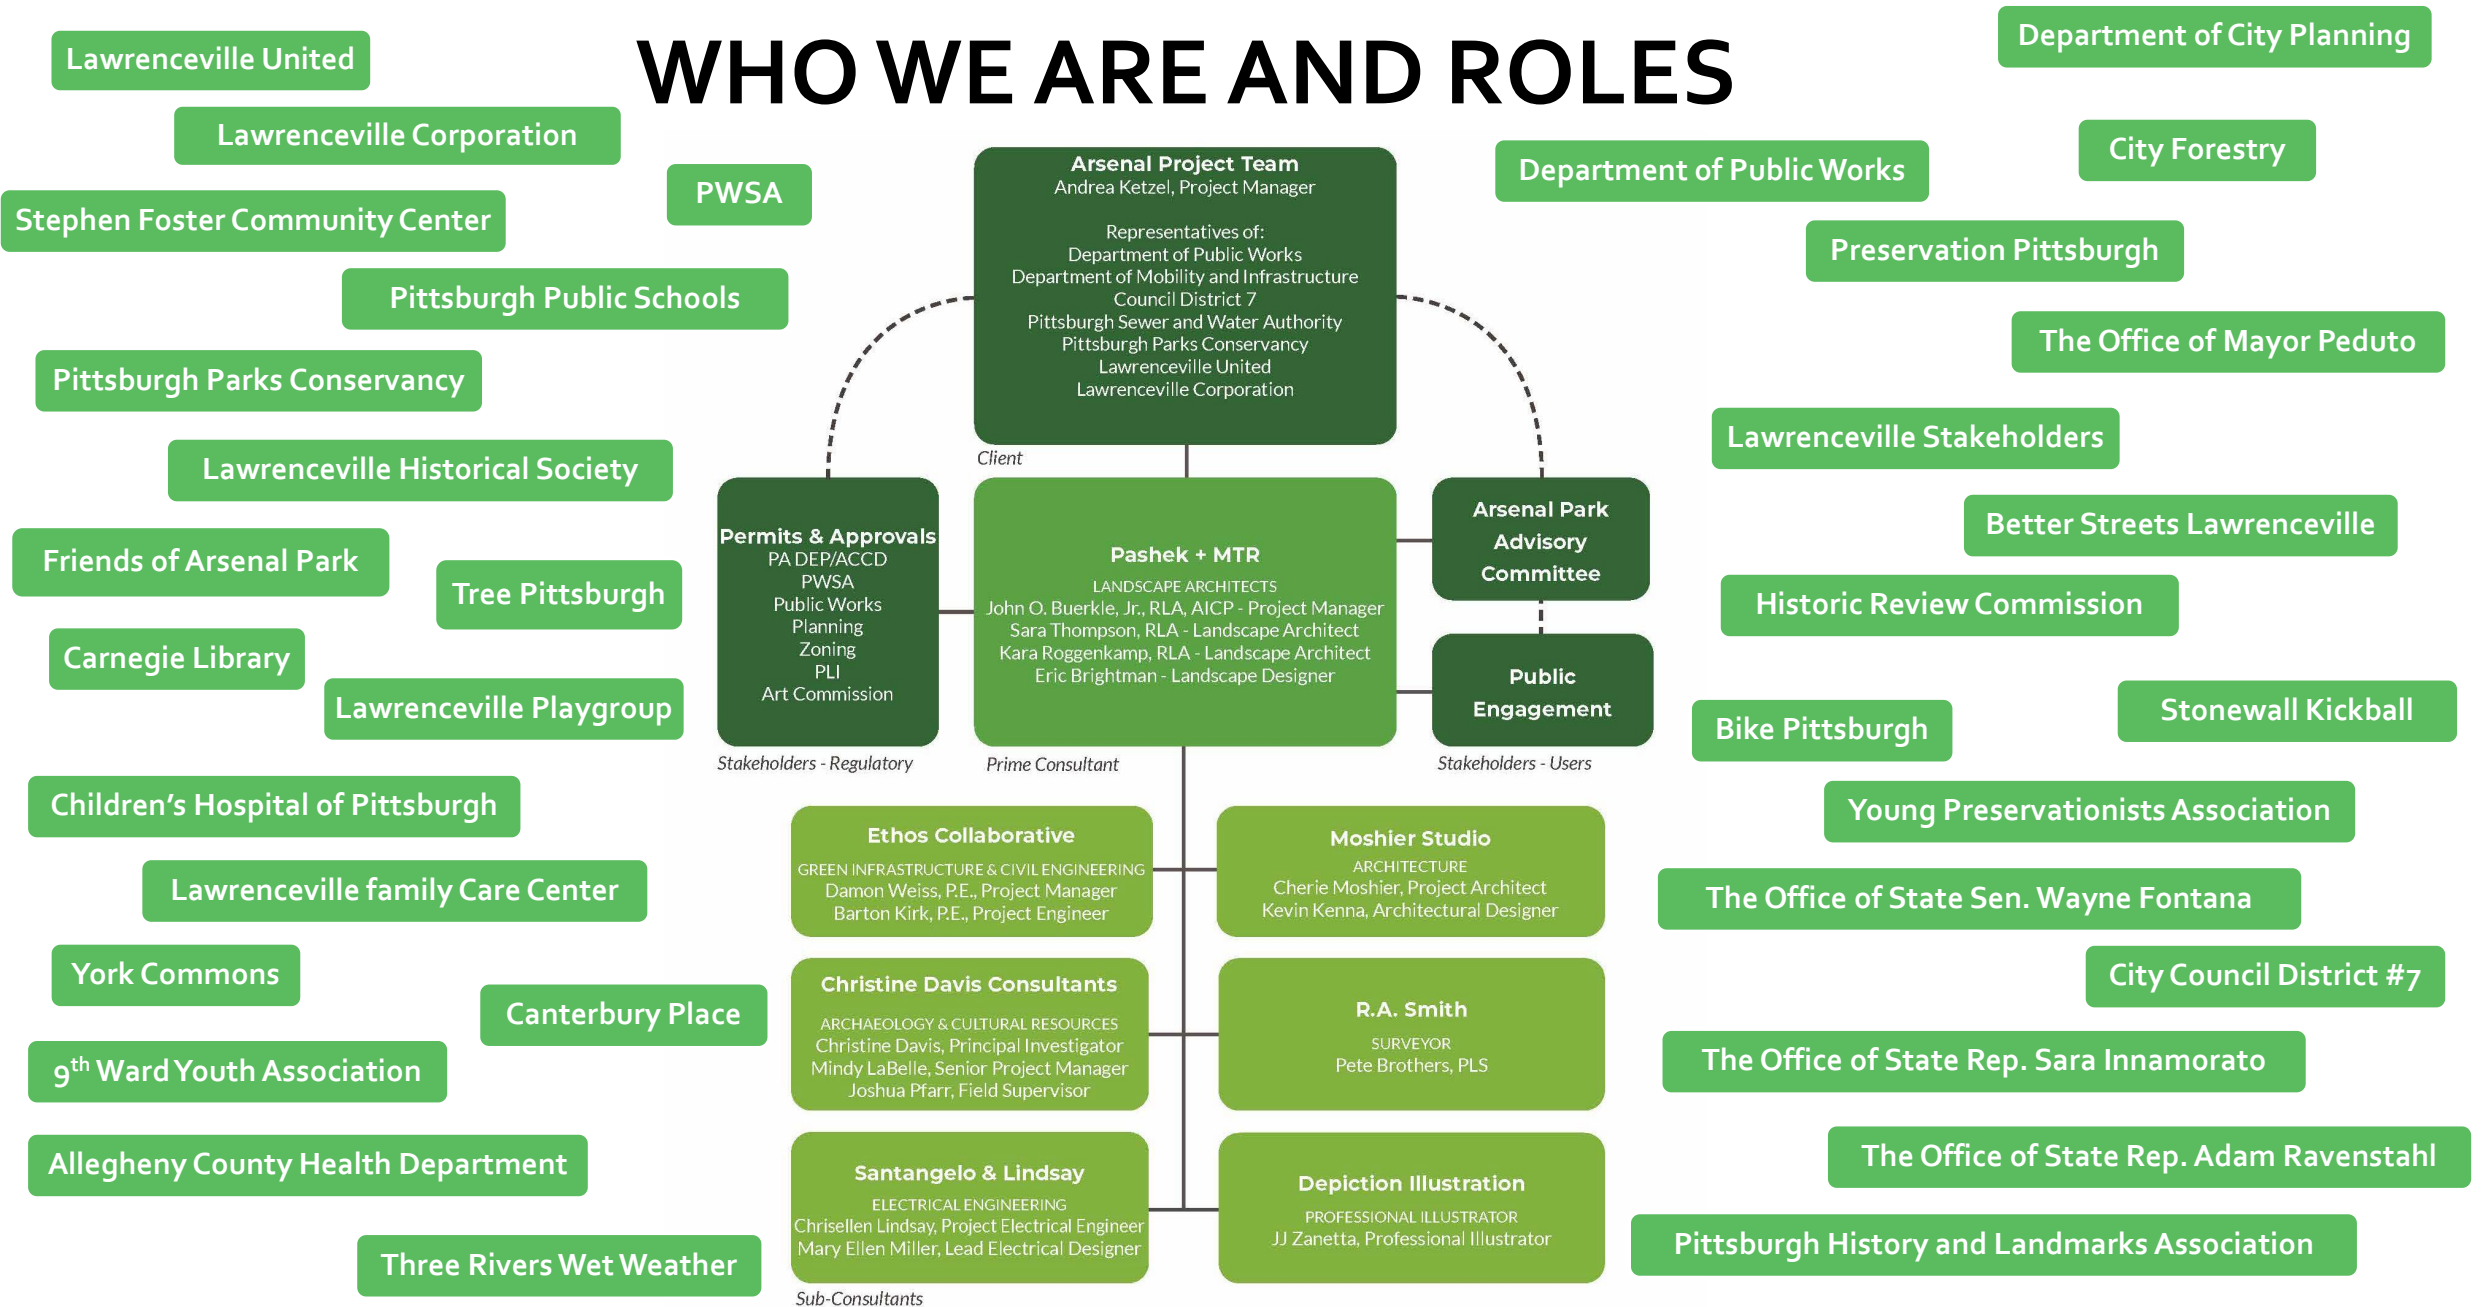 WHO WE ARE AND ROLES
Lawrenceville United
Lawrenceville Corporation
PWSA
Stephen Foster Community Center
Pittsburgh Public Schools
Pittsburgh Parks Conservancy
Lawrenceville Historical Society
Friends of Arsenal Park
Tree Pittsburgh
Carnegie Library
Lawrenceville Playgroup
Children's Hospital of Pittsburgh
Lawrenceville family Care Center
York Commons
Canterbury Place
9th Ward Youth Association
Allegheny County Health Department
Three Rivers Wet Weather
Arsenal Project Team
Andrea Ketzel, Project Manager
Representatives of:
Department of Public Works
Department of Mobility and Infrastructure
Council District 7
Pittsburgh Sewer and Water Authority
Pittsburgh Parks Conservancy
Lawrenceville United
Lawrenceville Corporation
Client
Permits & Approvals
PA DEP/ACCD
PWSA
Public Works
Planning
Zoning
PLI
Art Commission
Stakeholders - Regulatory
Pashek + MTR
LANDSCAPE ARCHITECTS
John O. Buerkle, Jr., RLA, AICP - Project Manager
Sara Thompson, RLA - Landscape Architect
Kara Roggenkamp, RLA - Landscape Architect
Eric Brightman - Landscape Designer
Prime Consultant
Arsenal Park
Advisory
Committee
Public
Engagement
Stakeholders - Users
Ethos Collaborative
GREEN INFRASTRUCTURE & CIVIL ENGINEERING
Damon Weiss, P.E., Project Manager
Barton Kirk, P.E., Project Engineer
Moshier Studio
ARCHITECTURE
Cherie Moshier, Project Architect
Kevin Kenna, Architectural Designer
Christine Davis Consultants
ARCHAEOLOGY & CULTURAL RESOURCES
Christine Davis, Principal Investigator
Mindy LaBelle, Senior Project Manager
Joshua Pfarr, Field Supervisor
R.A. Smith
SURVEYOR
Pete Brothers, PLS
Santangelo & Lindsay
ELECTRICAL ENGINEERING
Chrisellen Lindsay, Project Electrical Engineer
Mary Ellen Miller, Lead Electrical Designer
Depiction Illustration
PROFESSIONAL ILLUSTRATOR
JJ Zanetta, Professional Illustrator
Sub-Consultants
Department of City Planning
Department of Public Works
City Forestry
Preservation Pittsburgh
The Office of Mayor Peduto
Lawrenceville Stakeholders
Better Streets Lawrenceville
Historic Review Commission
Stonewall Kickball
Bike Pittsburgh
Young Preservationists Association
The Office of State Sen. Wayne Fontana
City Council District #7
The Office of State Rep. Sara Innamorato
The Office of State Rep. Adam Ravenstahl
Pittsburgh History and Landmarks Association